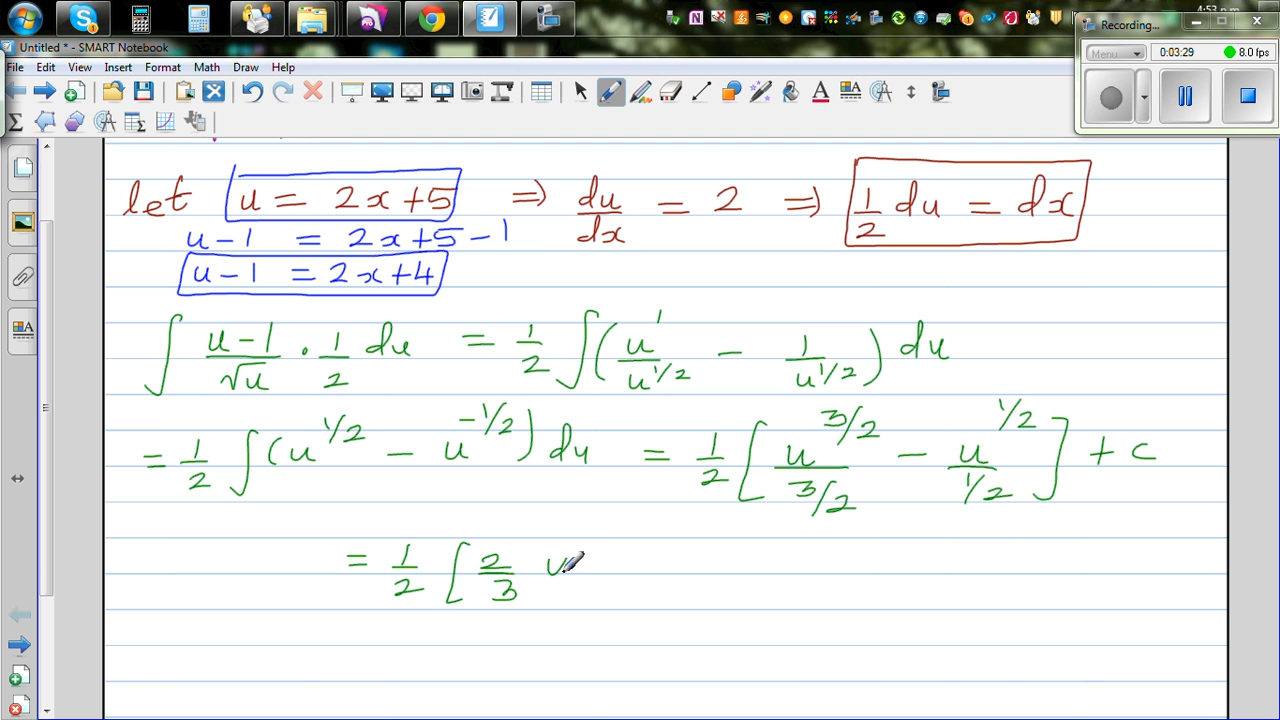 4:53 p.m.
Recording...
Untitled * - SMART Notebook
Menu
0:03:29
8.0 fps
File Edit View Insert Format Math Draw Help
let u = 2x+5 ⇒ du/dx = 2 ⇒ 1/2 du = dx
u-1 = 2x+5-1
u-1 = 2x+4
∫ (u-1)/√u · 1/2 du = 1/2 ∫ (u^1/u^1/2 - 1/u^1/2) du
= 1/2 ∫ (u^1/2 - u^-1/2) du = 1/2 [u^3/2 / 3/2 - u^1/2 / 1/2] + c
= 1/2 [2/3 u